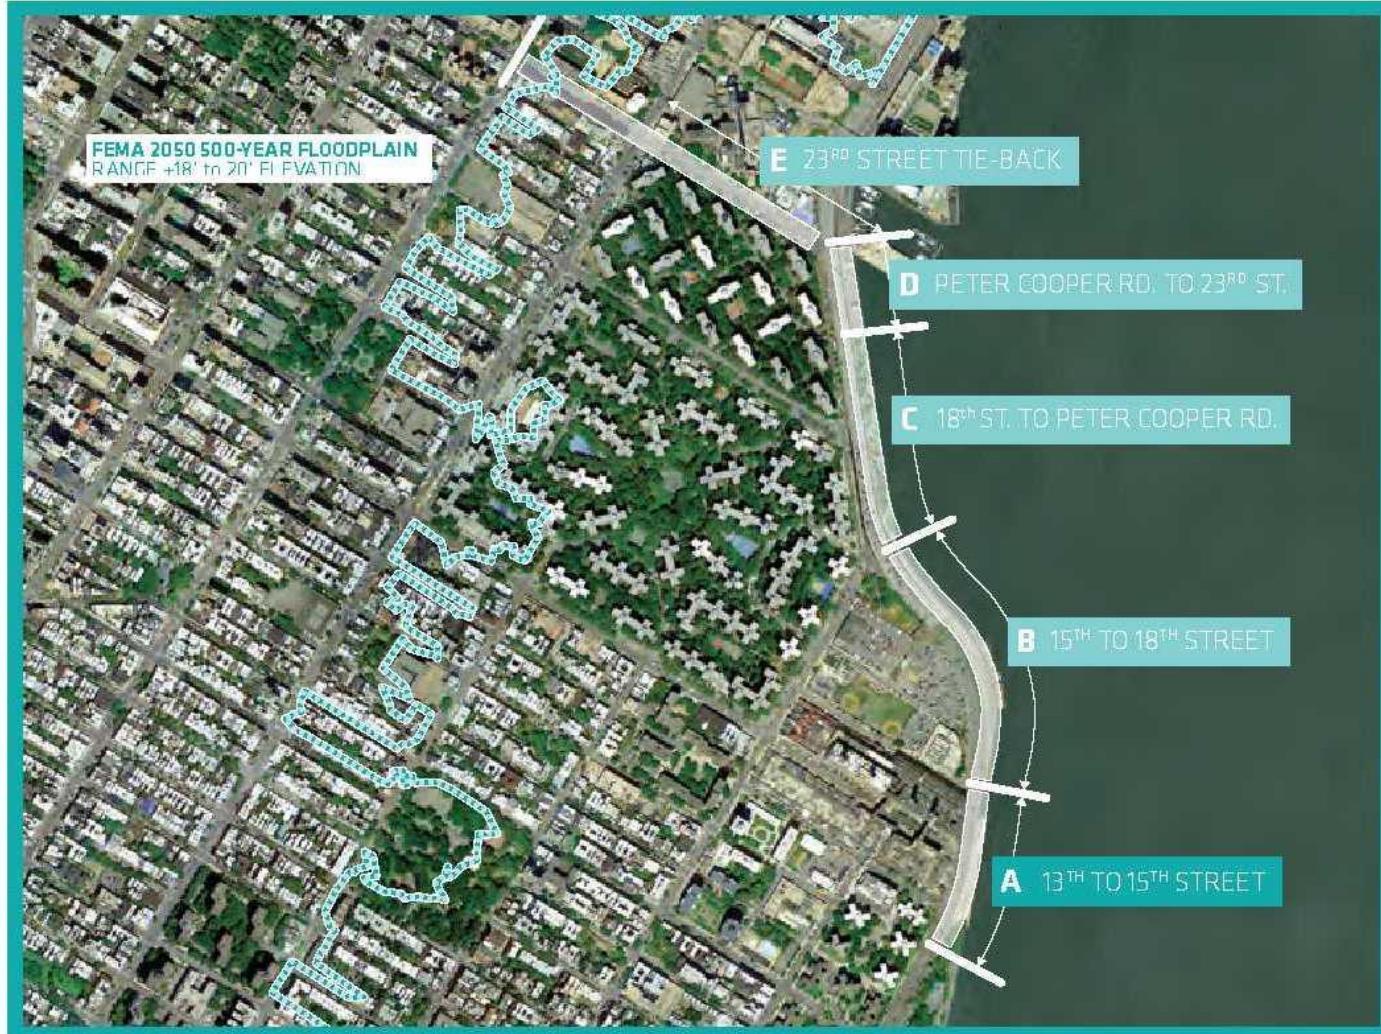 FEMA 2050 500-YEAR FLOODPLAIN
RANGE +18' to 20' ELEVATION
E 23RD STREET TIE-BACK
D PETER COOPER RD. TO 23RD ST.
C 18th ST. TO PETER COOPER RD.
B 15TH TO 18TH STREET
A 13TH TO 15TH STREET